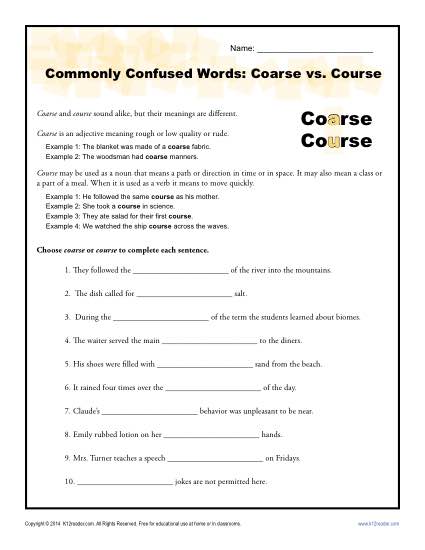 Name: ____________________________
Commonly Confused Words: Coarse vs. Course
Coarse and course sound alike, but their meanings are different.
Coarse
Course
Coarse is an adjective meaning rough or low quality or rude.
Example 1: The blanket was made of a coarse fabric.
Example 2: The woodsman had coarse manners.
Course may be used as a noun that means a path or direction in time or in space. It may also mean a class or
a part of a meal. When it is used as a verb it means to move quickly.
Example 1: He followed the same course as his mother.
Example 2: She took a course in science.
Example 3: They ate salad for their first course.
Example 4: We watched the ship course across the waves.
Choose coarse or course to complete each sentence.
1. They followed the ________________________ of the river into the mountains.
2. The dish called for ________________________ salt.
3. During the ________________________ of the term the students learned about biomes.
4. The waiter served the main ________________________ to the diners.
5. His shoes were filled with ________________________ sand from the beach.
6. It rained four times over the ________________________ of the day.
7. Claude's ________________________ behavior was unpleasant to be near.
8. Emily rubbed lotion on her ________________________ hands.
9. Mrs. Turner teaches a speech ________________________ on Fridays.
10. ________________________ jokes are not permitted here.
Copyright © 2014 K12reader.com. All Rights Reserved. Free for educational use at home or in classrooms.
www.k12reader.com